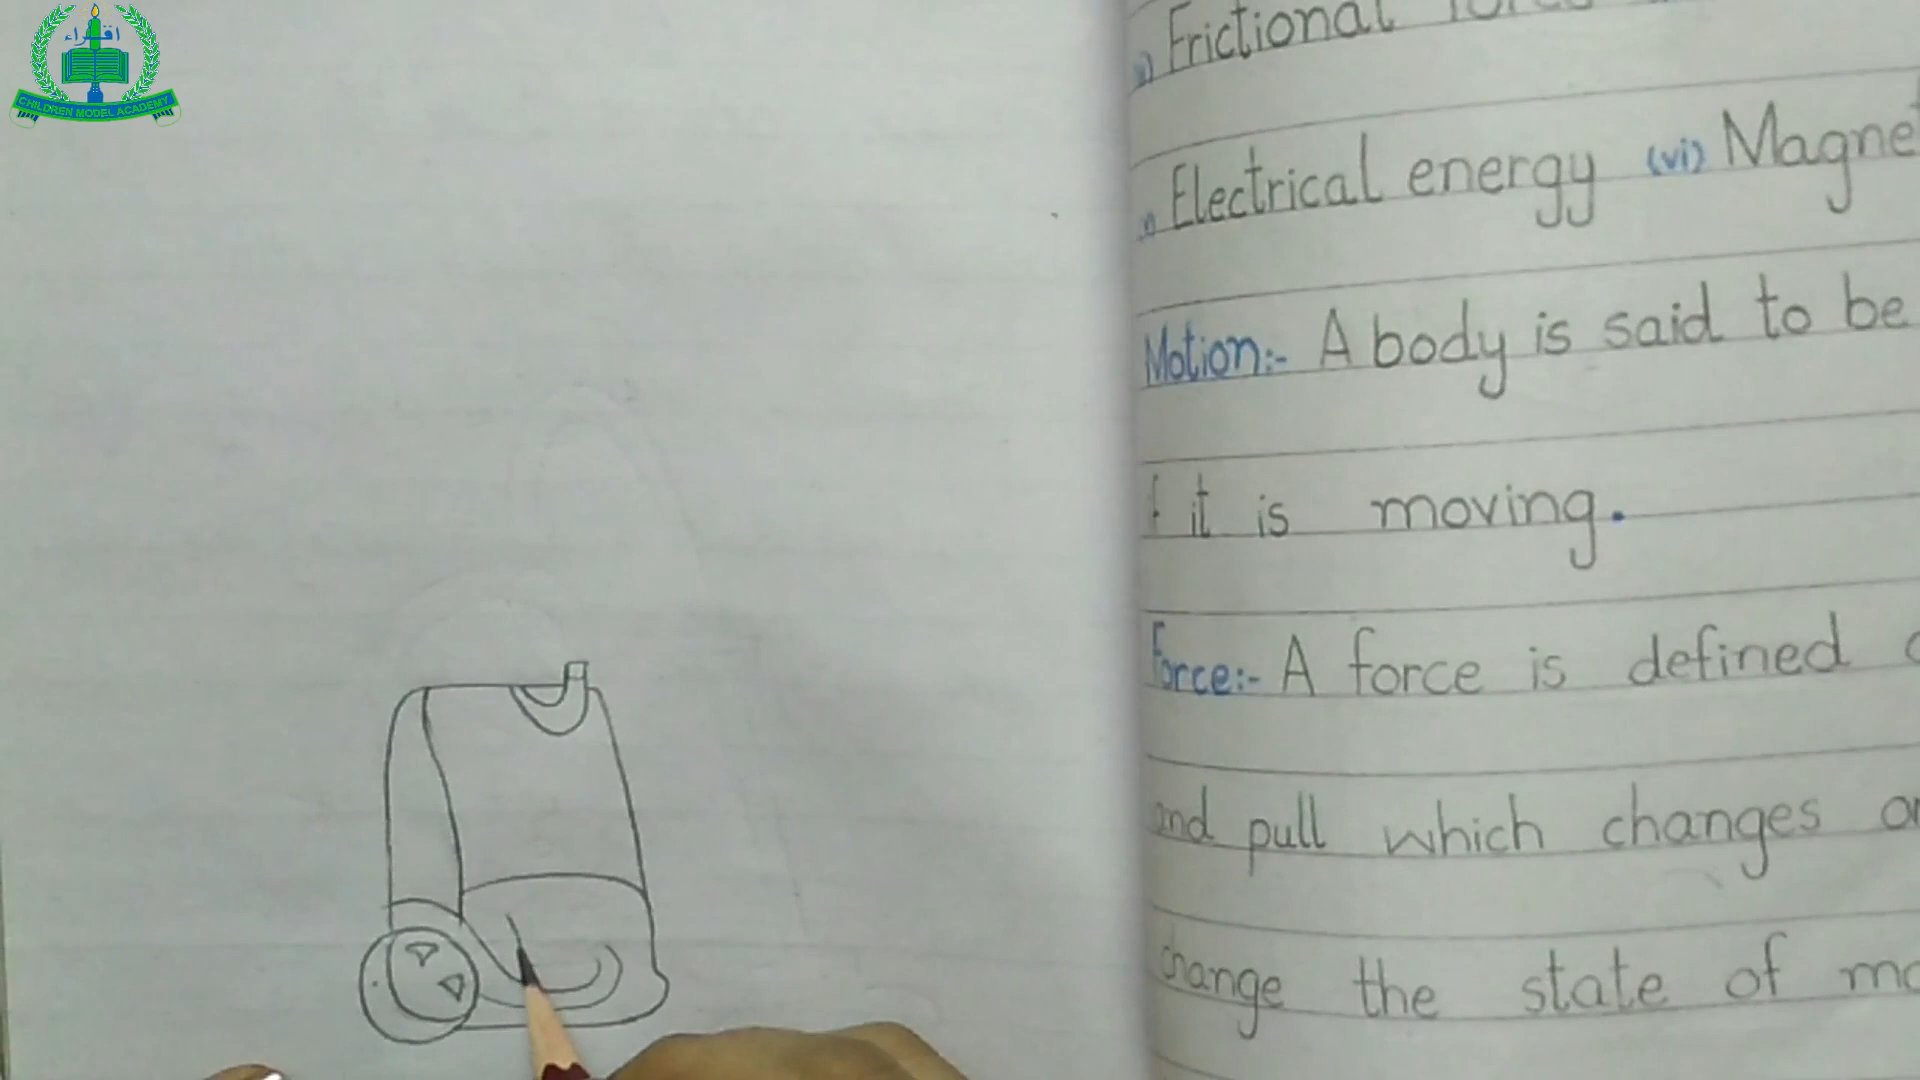 اقراء
CHILDREN MODEL ACADEMY
Frictional
Electrical energy (vi)
Motion:- A body is said to be
it is moving.
Force:- A force is defined
and pull which changes
change the state of